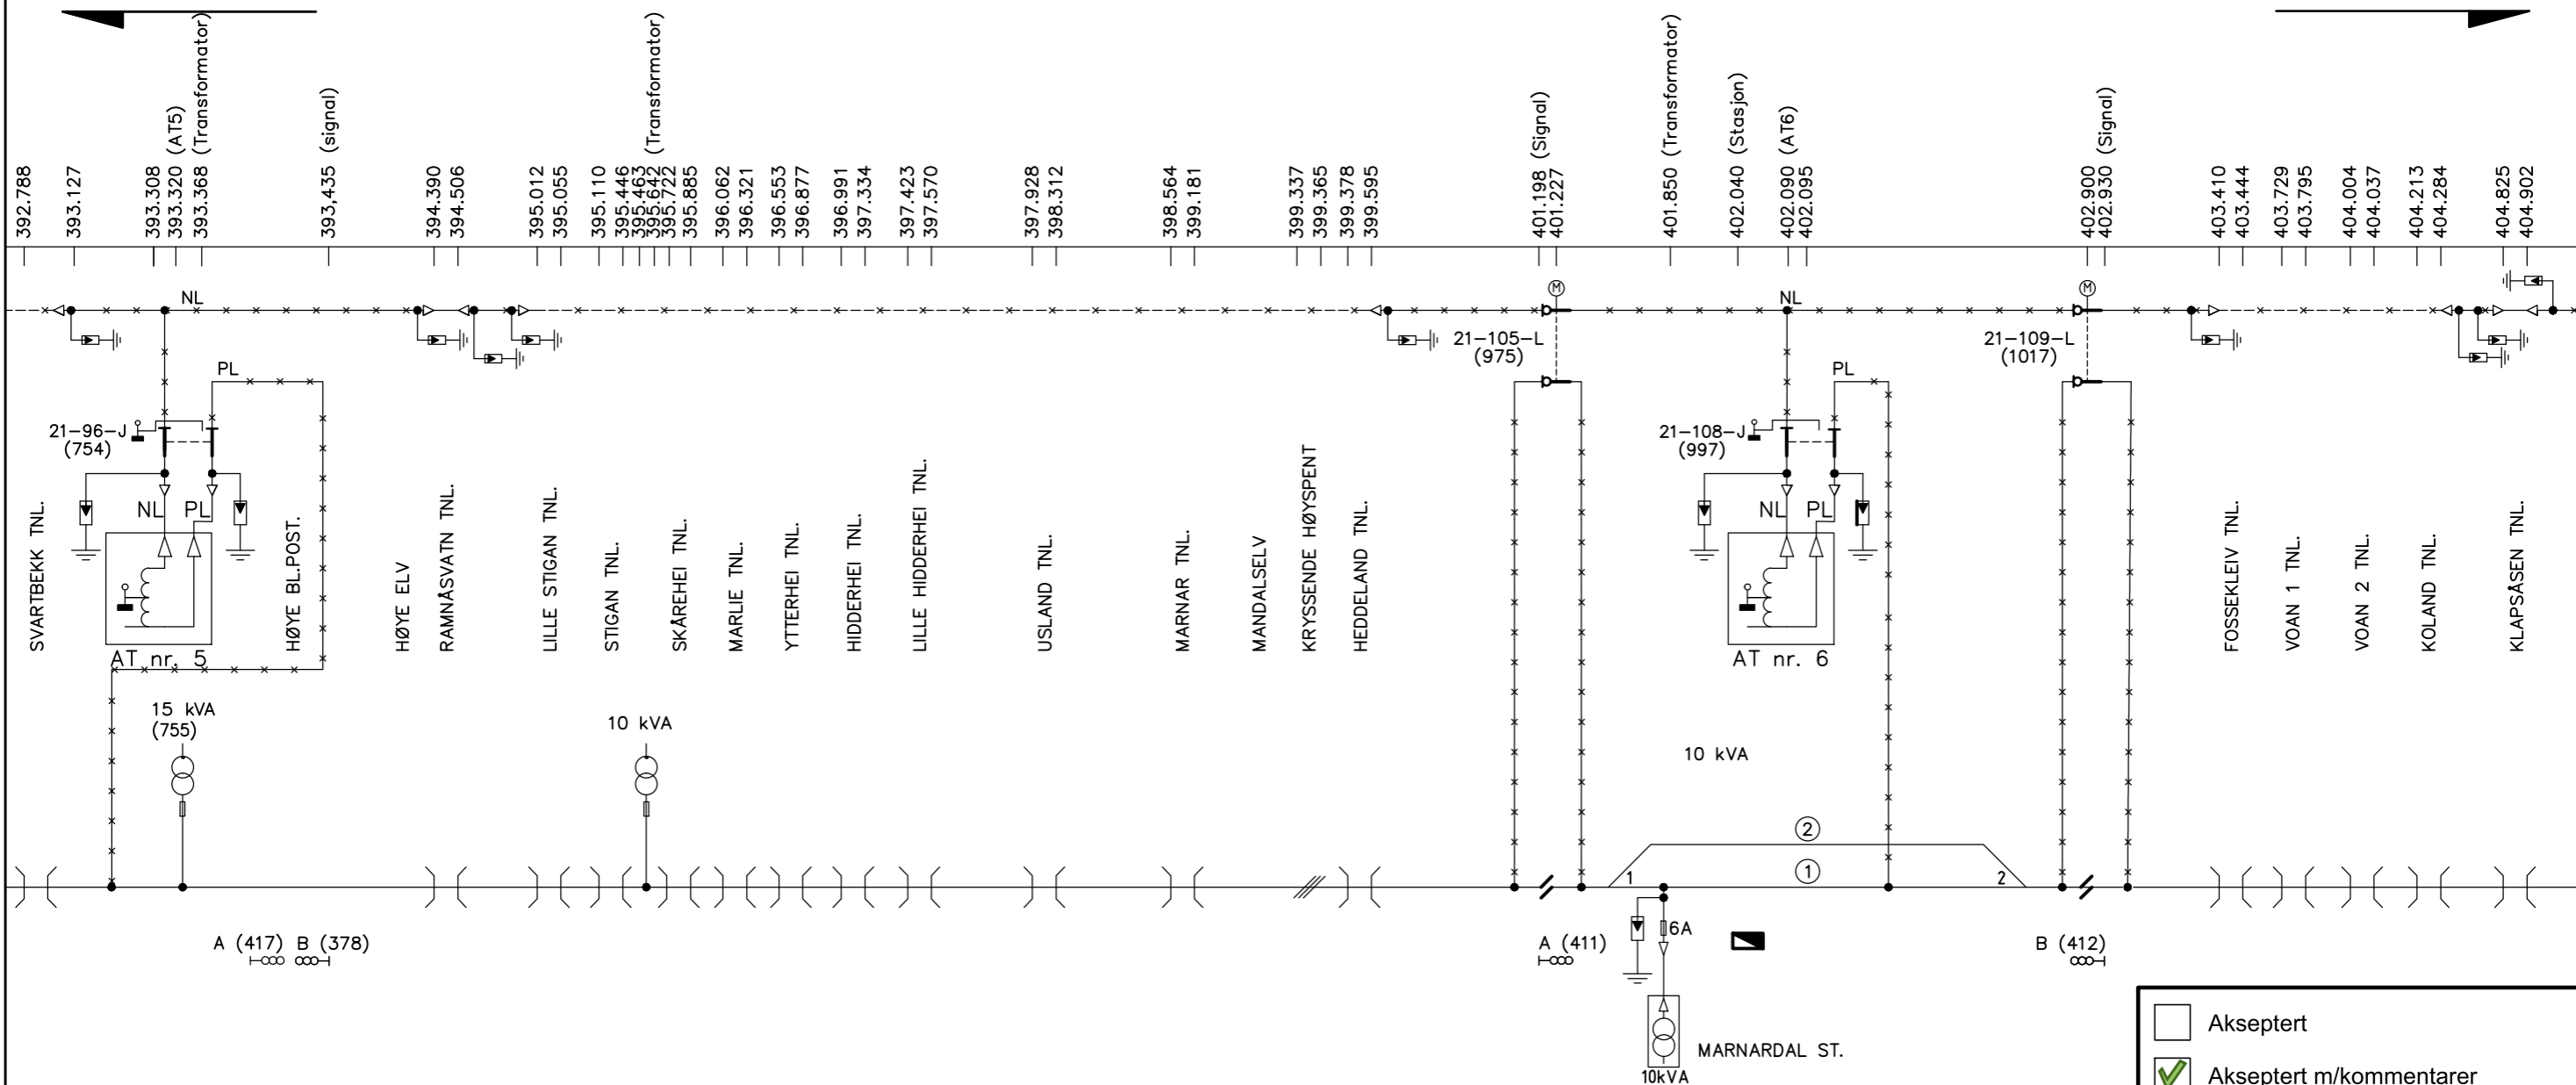 392.788
393.127
393.308
393.320 (AT5)
393.368 (Transformator)
393,435 (signal)
394.390
394.506
395.012
395.055
395.110
395.446
395.463
395.642 (Transformator)
395.722
395.885
396.062
396.321
396.553
396.877
396.991
397.334
397.423
397.570
397.928
398.312
398.564
399.181
399.337
399.365
399.378
399.595
401.198 (Signal)
401.227
401.850 (Transformator)
402.040 (Stasjon)
402.090 (AT6)
402.095
402.900
402.930 (Signal)
403.410
403.444
403.729
403.795
404.004
404.037
404.213
404.284
404.825
404.902
NL
M
NL
M
21-105-L
(975)
21-109-L
(1017)
PL
PL
21-96-J
(754)
21-108-J
(997)
NL
PL
NL
PL
SVARTBEKK TNL.
HØYE BL.POST.
HØYE ELV
RAMNÅSVATN TNL.
LILLE STIGAN TNL.
STIGAN TNL.
SKÅREHEI TNL.
MARLIE TNL.
YTTERHEI TNL.
HIDDERHEI TNL.
LILLE HIDDERHEI TNL.
USLAND TNL.
MARNAR TNL.
MANDALSELV
KRYSSENDE HØYSPENT
HEDDELAND TNL.
FOSSEKLEIV TNL.
VOAN 1 TNL.
VOAN 2 TNL.
KOLAND TNL.
KLAPSÅSEN TNL.
AT nr. 5
AT nr. 6
15 kVA
(755)
10 kVA
10 kVA
2
1
1
2
6A
A (417) B (378)
A (411)
B (412)
MARNARDAL ST.
10kVA
Akseptert
Akseptert m/kommentarer